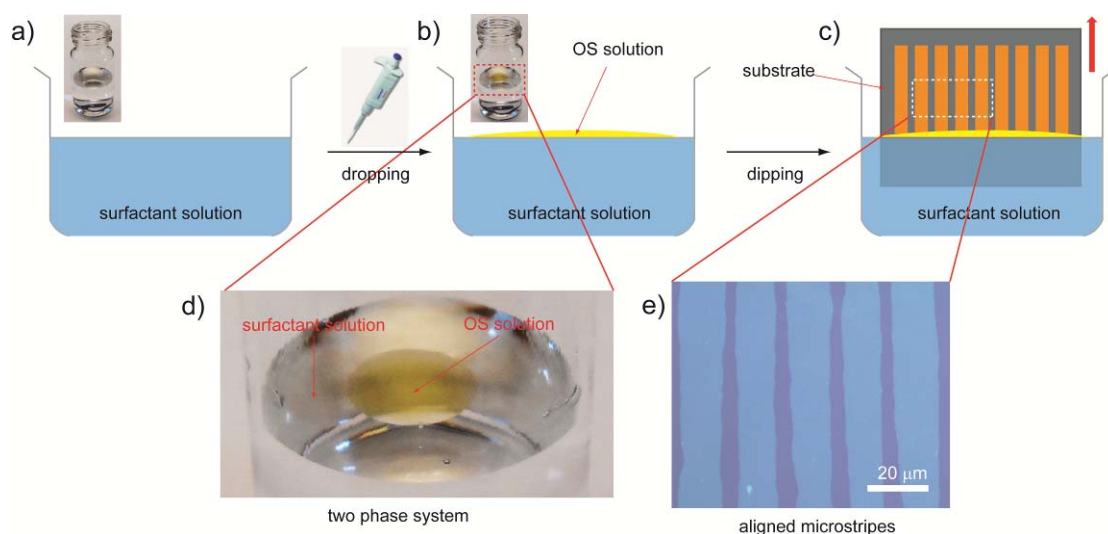 a)
surfactant solution
dropping
b)
OS solution
surfactant solution
dipping
c)
substrate
surfactant solution
d)
surfactant solution
OS solution
two phase system
e)
20 μm
aligned microstripes